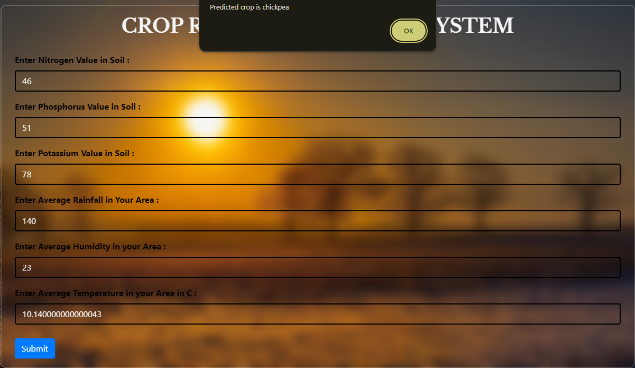 Predicted crop is chickpea
OK
CROP R YSTEM
Enter Nitrogen Value in Soil :
46
Enter Phosphorus Value in Soil :
51
Enter Potassium Value in Soil :
78
Enter Average Rainfall in Your Area :
140
Enter Average Humidity in your Area :
23
Enter Average Temperature in your Area in C :
10.140000000000043
Submit